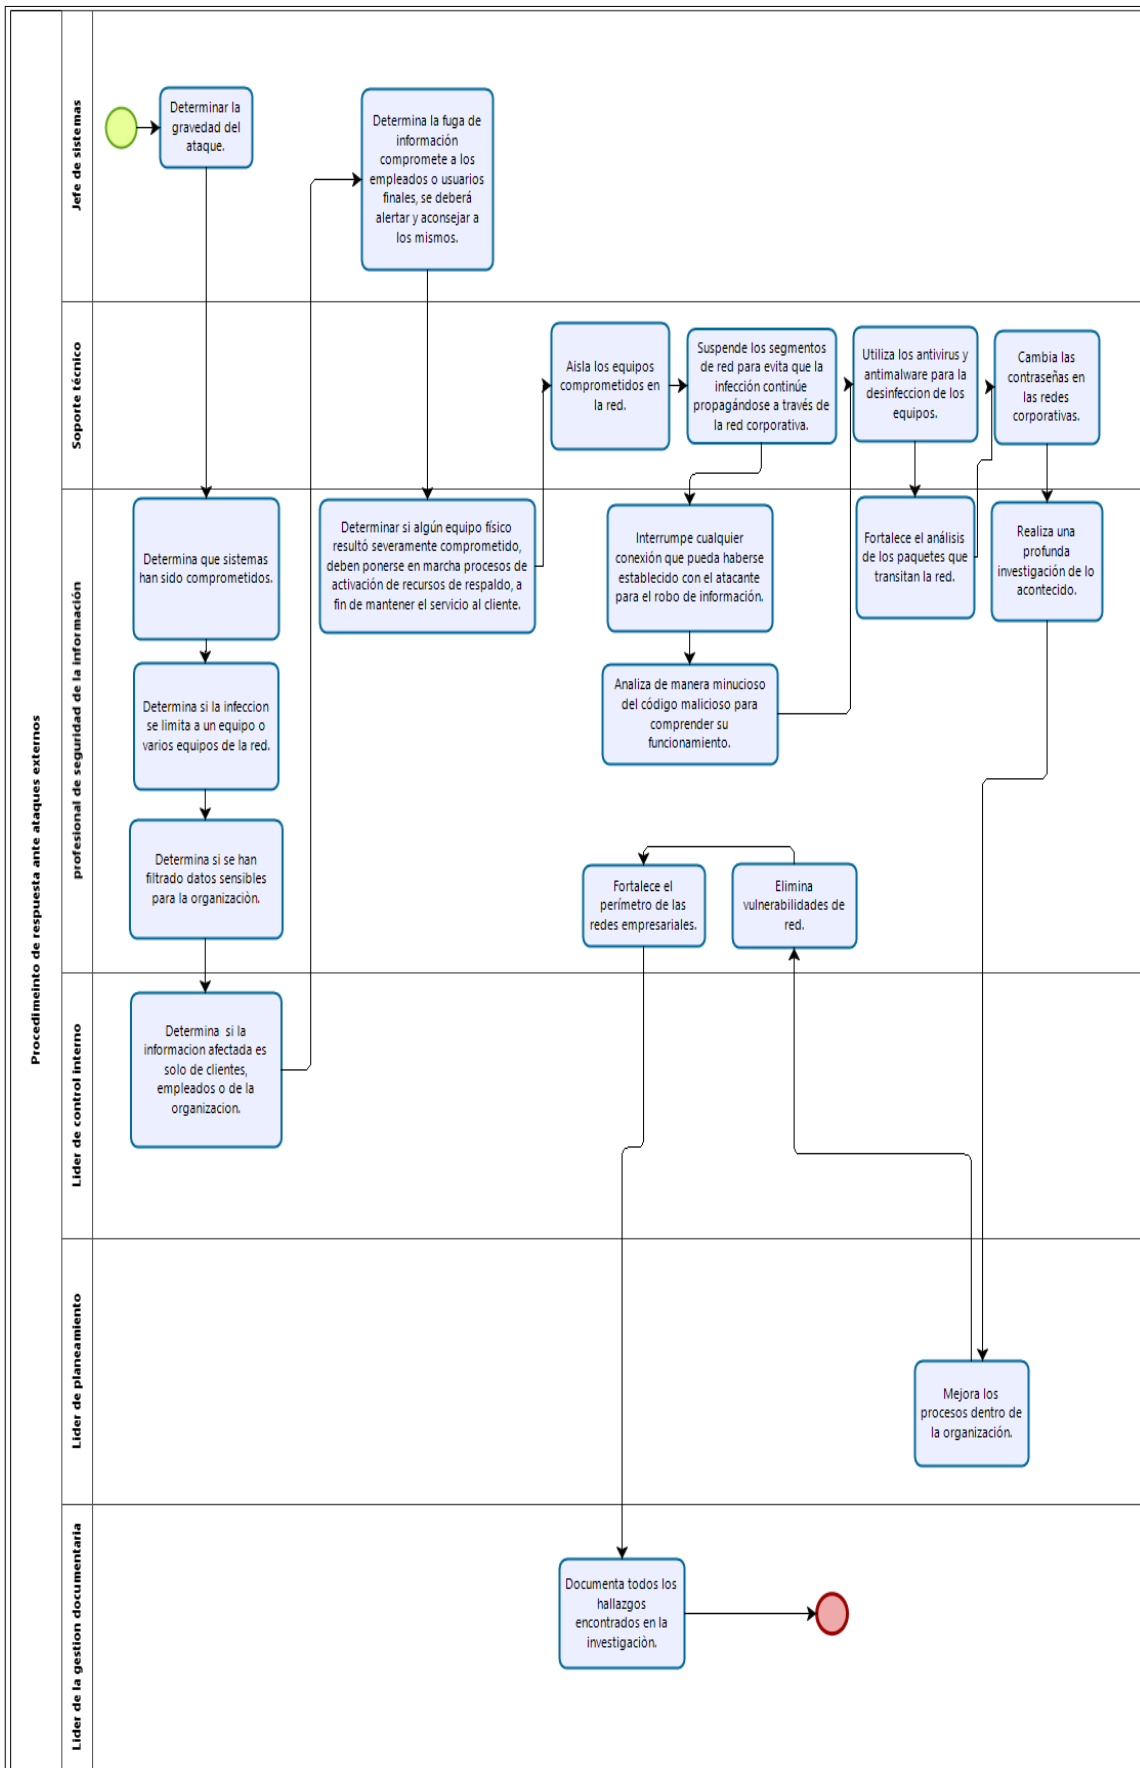 Procedimeinto de respuesta ante ataques externos
Jefe de sistemas
Determinar la
gravedad del
ataque.
Determina la fuga de
información
compromete a los
empleados o usuarios
finales, se deberá
alertar y aconsejar a
los mismos.
Soporte técnico
Aisla los equipos
comprometidos en
la red.
Suspende los segmentos
de red para evita que la
infección continúe
propagándose a través de
la red corporativa.
Utiliza los antivirus y
antimalware para la
desinfeccion de los
equipos.
Cambia las
contraseñas en
las redes
corporativas.
profesional de seguridad de la información
Determina que sistemas
han sido comprometidos.
Determinar si algún equipo físico
resultó severamente comprometido,
deben ponerse en marcha procesos de
activación de recursos de respaldo, a
fin de mantener el servicio al cliente.
Interrumpe cualquier
conexión que pueda haberse
establecido con el atacante
para el robo de información.
Fortalece el análisis
de los paquetes que
transitan la red.
Realiza una
profunda
investigación de lo
acontecido.
Determina si la infeccion
se limita a un equipo o
varios equipos de la red.
Analiza de manera minucioso
del código malicioso para
comprender su
funcionamiento.
Determina si se han
filtrado datos sensibles
para la organizaciòn.
Fortalece el
perímetro de las
redes empresariales.
Elimina
vulnerabilidades de
red.
Lider de control interno
Determina  si la
informacion afectada es
solo de clientes,
empleados o de la
organizacion.
Lider de planeamiento
Mejora los
procesos dentro de
la organización.
Lider de la gestion documentaria
Documenta todos los
hallazgos
encontrados en la
investigaciòn.